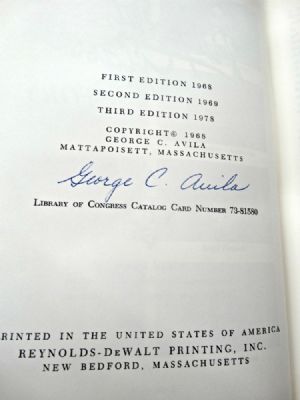 FIRST EDITION 1968
SECOND EDITION 1969
THIRD EDITION 1978
COPYRIGHT © 1968
GEORGE C. AVILA
MATTAPOISETT, MASSACHUSETTS
George C. Avila
LIBRARY OF CONGRESS CATALOG CARD NUMBER 73-81580
PRINTED IN THE UNITED STATES OF AMERICA
REYNOLDS-DEWALT PRINTING, INC.
NEW BEDFORD, MASSACHUSETTS